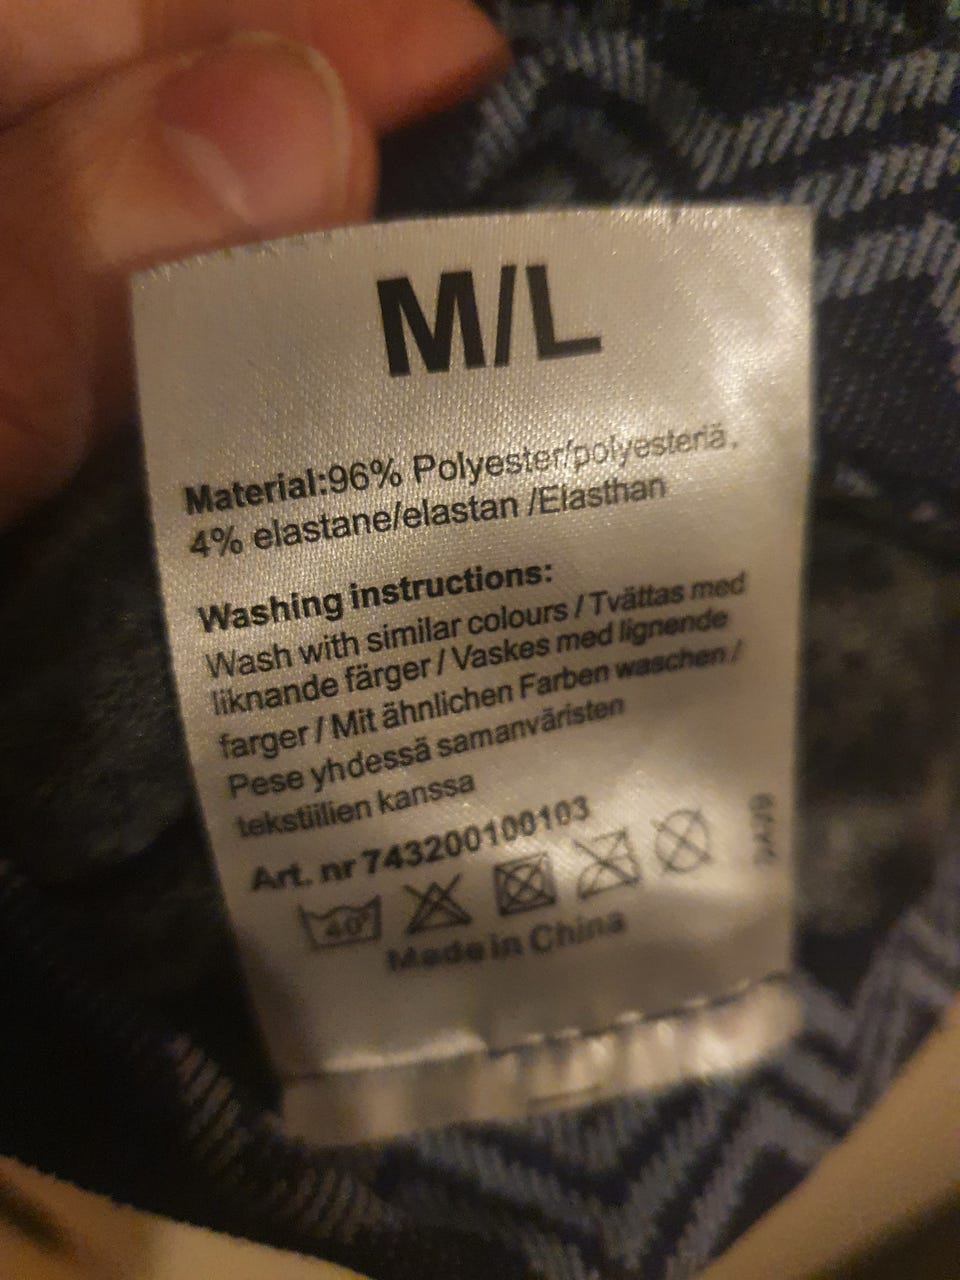 M/L
Material:96% Polyester/polyesteriä,
4% elastane/elastan /Elasthan
Washing instructions:
Wash with similar colours / Tvättas med
liknande färger / Vaskes med lignende
farger / Mit ähnlichen Farben waschen /
Pese yhdessä samanväristen
tekstiilien kanssa
Art. nr 743200100103
40°
Made in China